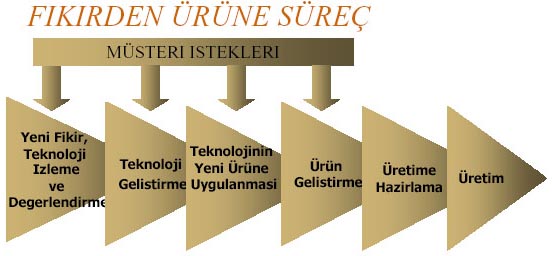 FIKIRDEN ÜRÜNE SÜREÇ
MÜSTERI ISTEKLERI
Yeni Fikir,
Teknoloji
Izleme
ve
Degerlendirme
Teknoloji
Gelistirme
Teknolojinin
Yeni Ürüne
Uygulanmasi
Ürün
Gelistirme
Üretime
Hazirlama
Üretim